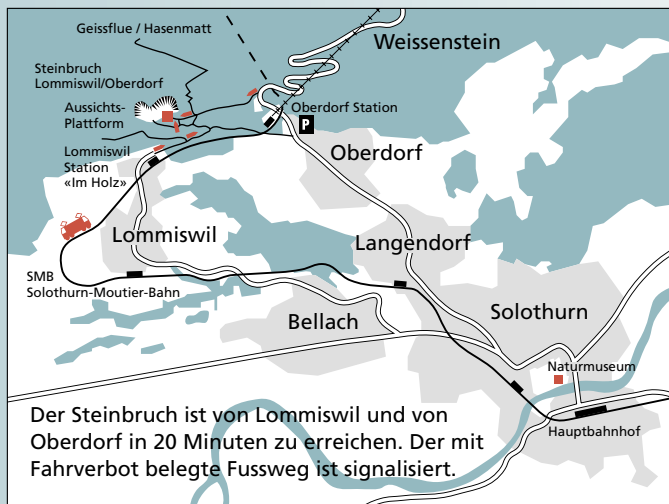 Geissflue / Hasenmatt
Weissenstein
Steinbruch
Lommiswil/Oberdorf
Aussichts-
Plattform
Oberdorf Station
P
Lommiswil
Station
«Im Holz»
Oberdorf
Lommiswil
Langendorf
SMB
Solothurn-Moutier-Bahn
Bellach
Solothurn
Naturmuseum
Hauptbahnhof
Der Steinbruch ist von Lommiswil und von
Oberdorf in 20 Minuten zu erreichen. Der mit
Fahrverbot belegte Fussweg ist signalisiert.